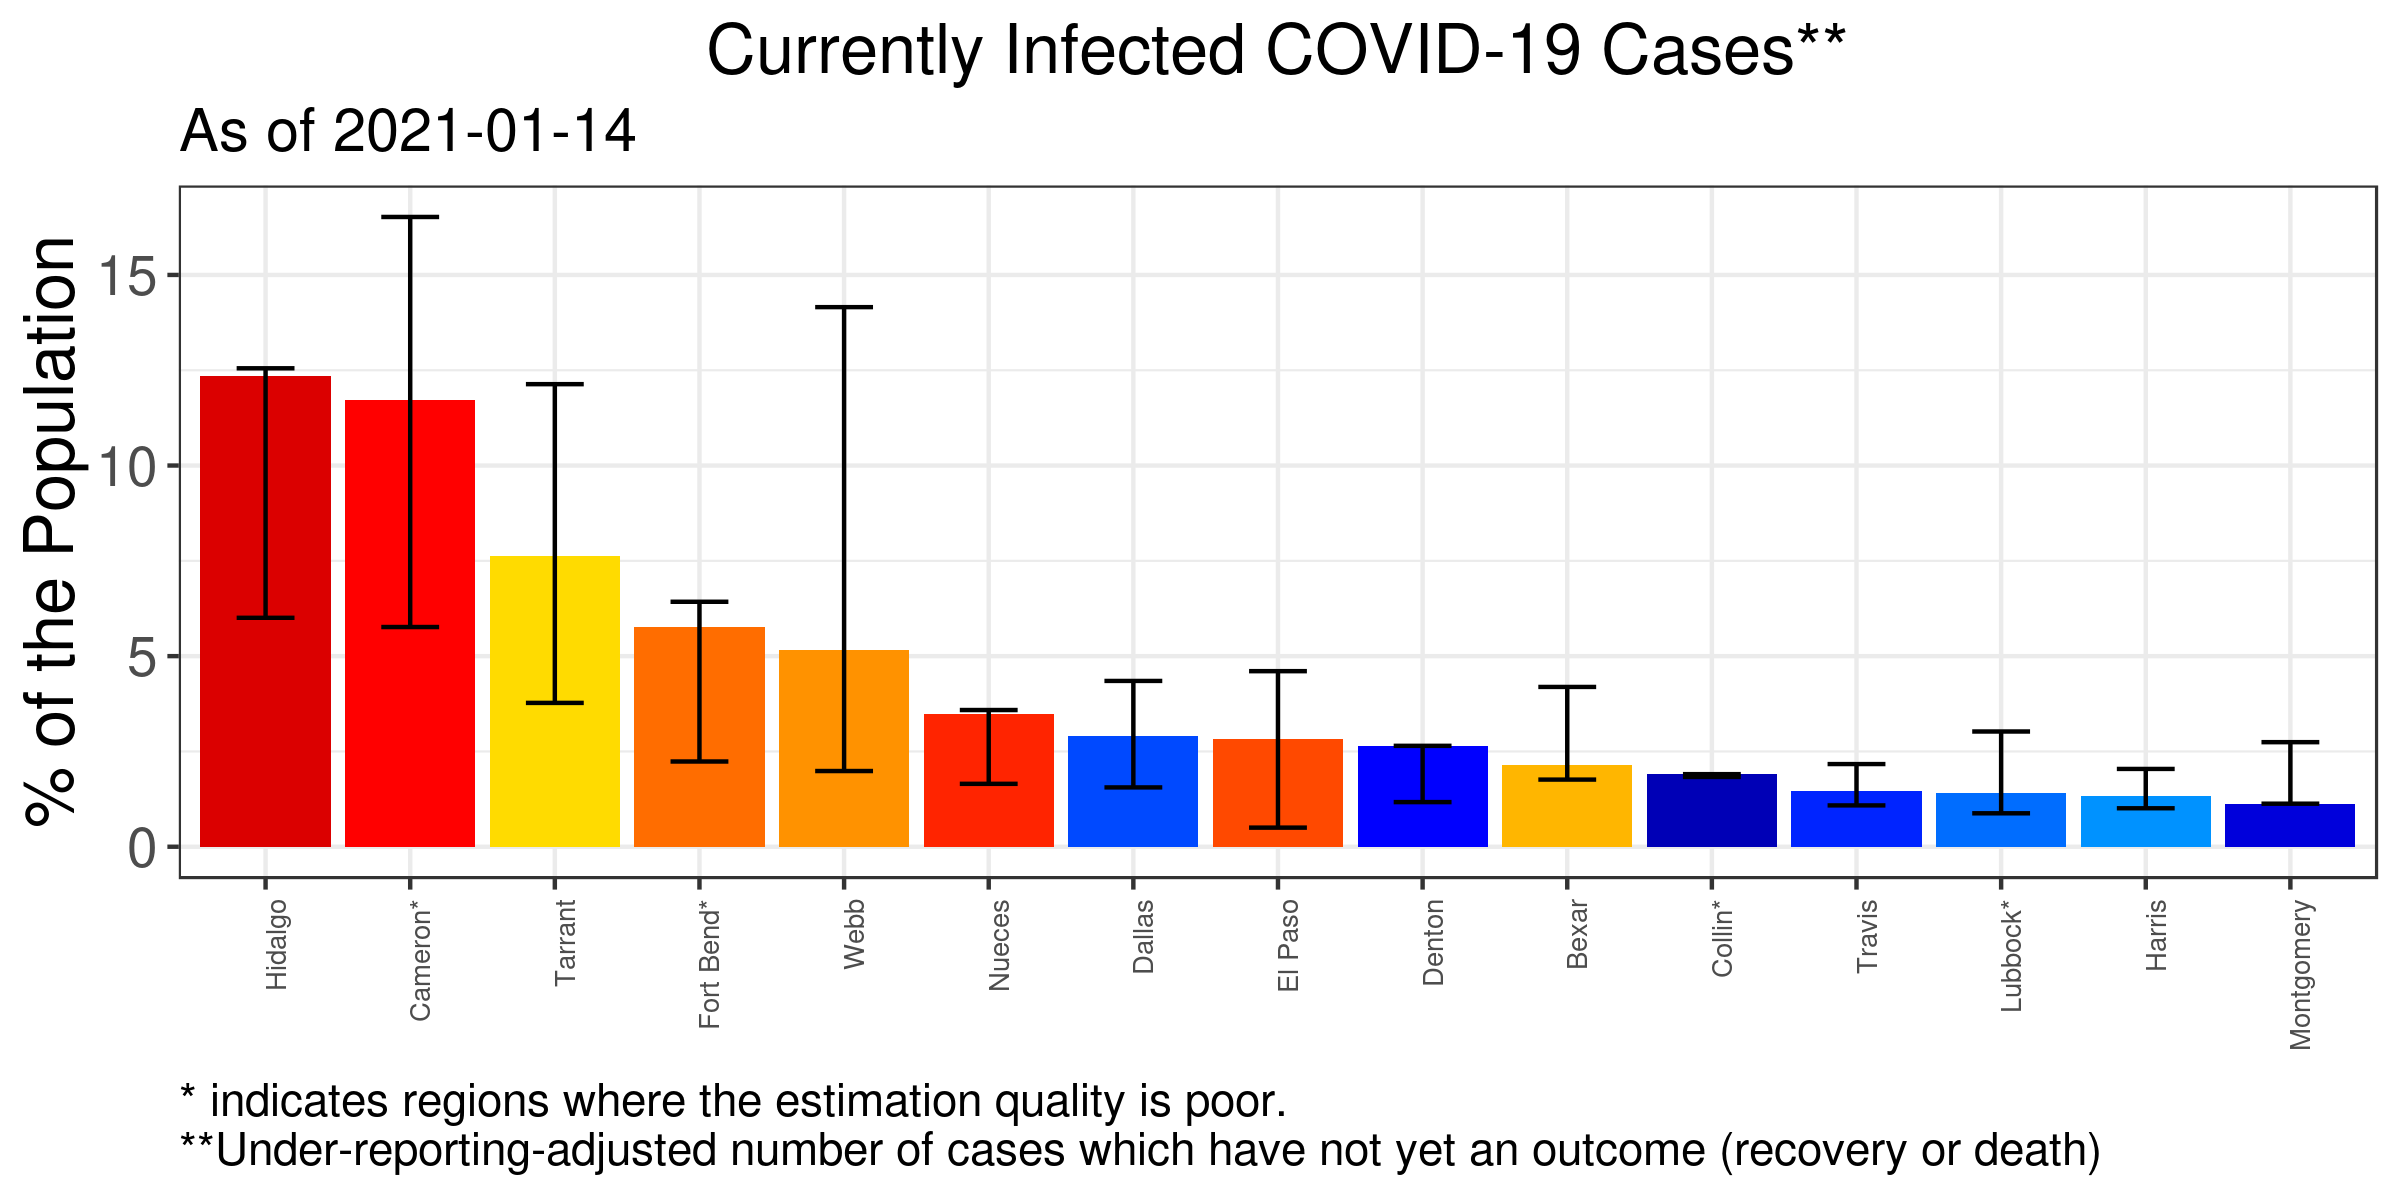 Currently Infected COVID-19 Cases**
As of 2021-01-14
% of the Population
15
10
5
0
Hidalgo
Cameron*
Tarrant
Fort Bend*
Webb
Nueces
Dallas
El Paso
Denton
Bexar
Collin*
Travis
Lubbock*
Harris
Montgomery
* indicates regions where the estimation quality is poor.
**Under-reporting-adjusted number of cases which have not yet an outcome (recovery or death)